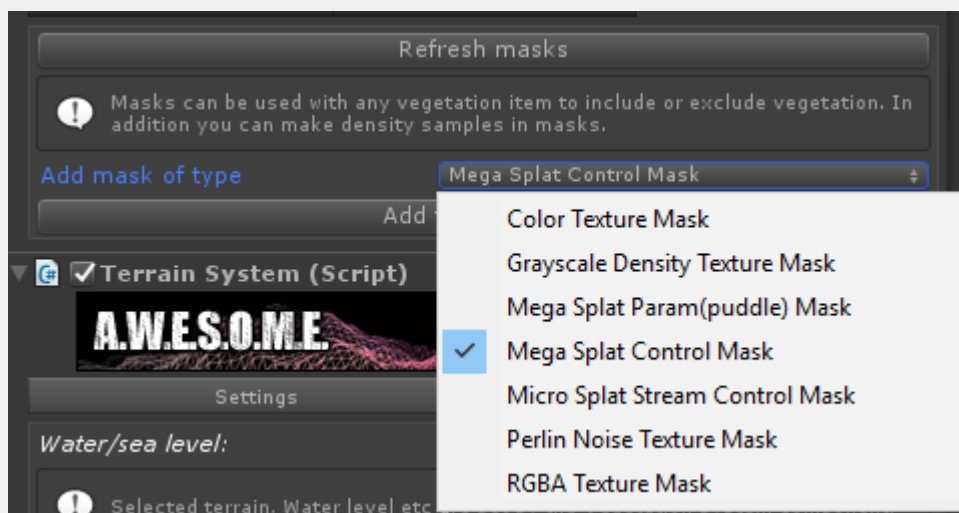 Refresh masks
Masks can be used with any vegetation item to include or exclude vegetation. In
addition you can make density samples in masks.
Add mask of type
Mega Splat Control Mask
Add
Color Texture Mask
Grayscale Density Texture Mask
Mega Splat Param(puddle) Mask
Mega Splat Control Mask
Micro Splat Stream Control Mask
Perlin Noise Texture Mask
RGBA Texture Mask
Terrain System (Script)
A.W.E.S.O.M.E.
Settings
Water/sea level:
Selected terrain. Water level etc